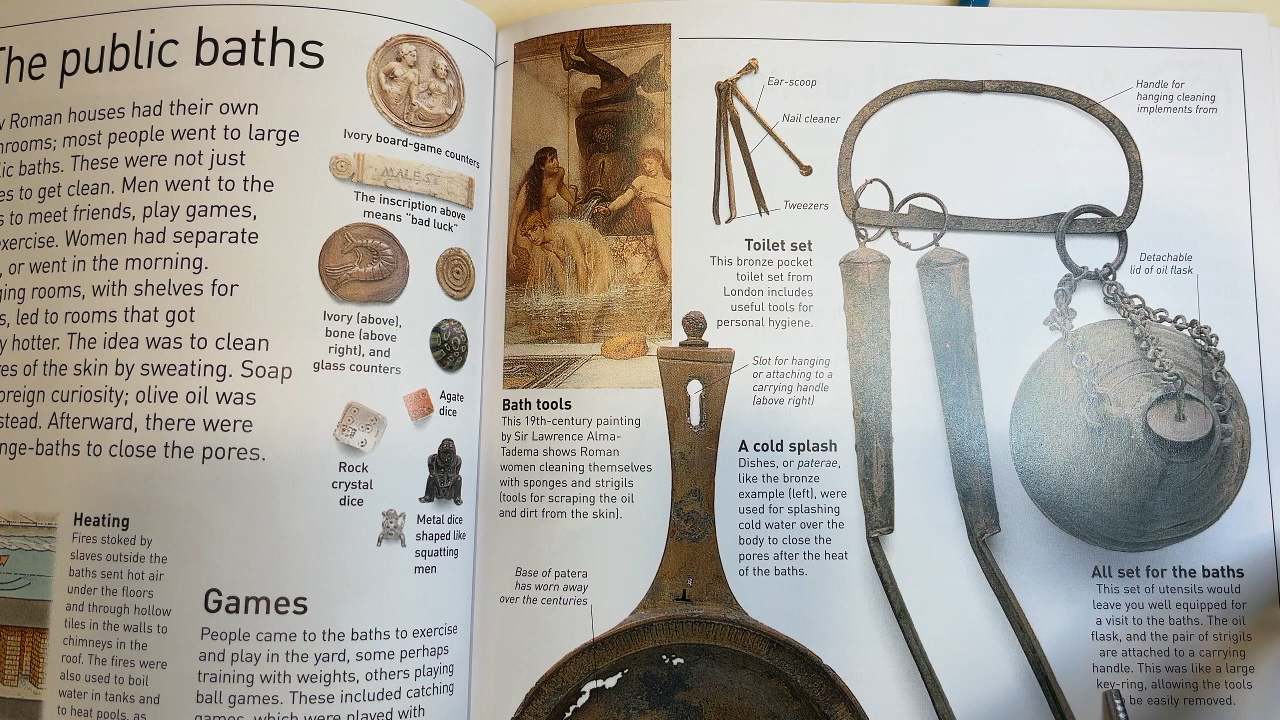 The public baths
Roman houses had their own
most people went to large
baths. These were not just
to get clean. Men went to the
to meet friends, play games,
exercise. Women had separate
, or went in the morning.
rooms, with shelves for
, led to rooms that got
hotter. The idea was to clean
of the skin by sweating. Soap
foreign curiosity; olive oil was
Afterward, there were
to close the pores.
Heating
Fires stoked by
slaves outside the
baths sent hot air
under the floors
and through hollow
tiles in the walls to
chimneys in the
roof. The fires were
also used to boil
water in tanks and
to heat pools, as
Games
People came to the baths to exercise
and play in the yard, some perhaps
training with weights, others playing
ball games. These included catching
games, which were played with
Ivory board-game counters
MALEST
The inscription above
means "bad luck"
Ivory (above),
bone (above
right), and
glass counters
Agate
dice
Rock
crystal
dice
Metal dice
shaped like
squatting
men
Bath tools
This 19th-century painting
by Sir Lawrence Alma-
Tadema shows Roman
women cleaning themselves
with sponges and strigils
(tools for scraping the oil
and dirt from the skin).
Base of patera
has worn away
over the centuries
Ear-scoop
Nail cleaner
Tweezers
Toilet set
This bronze pocket
toilet set from
London includes
useful tools for
personal hygiene.
Slot for hanging
or attaching to a
carrying handle
(above right)
A cold splash
Dishes, or paterae,
like the bronze
example (left), were
used for splashing
cold water over the
body to close the
pores after the heat
of the baths.
Handle for
hanging cleaning
implements from
Detachable
lid of oil flask
All set for the baths
This set of utensils would
leave you well equipped for
a visit to the baths. The oil
flask, and the pair of strigils
are attached to a carrying
handle. This was like a large
key-ring, allowing the tools
be easily removed.